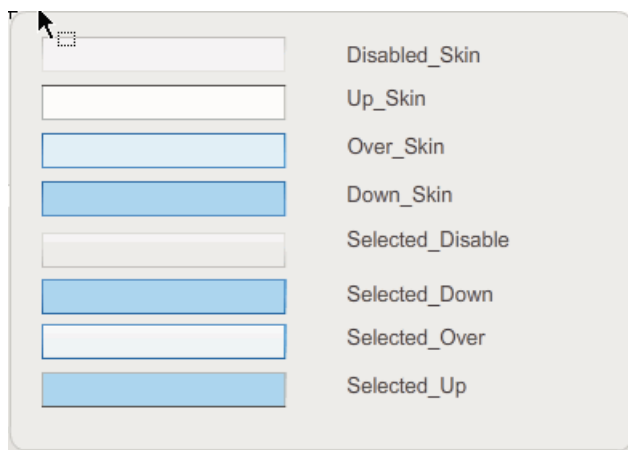 Disabled_Skin
Up_Skin
Over_Skin
Down_Skin
Selected_Disable
Selected_Down
Selected_Over
Selected_Up